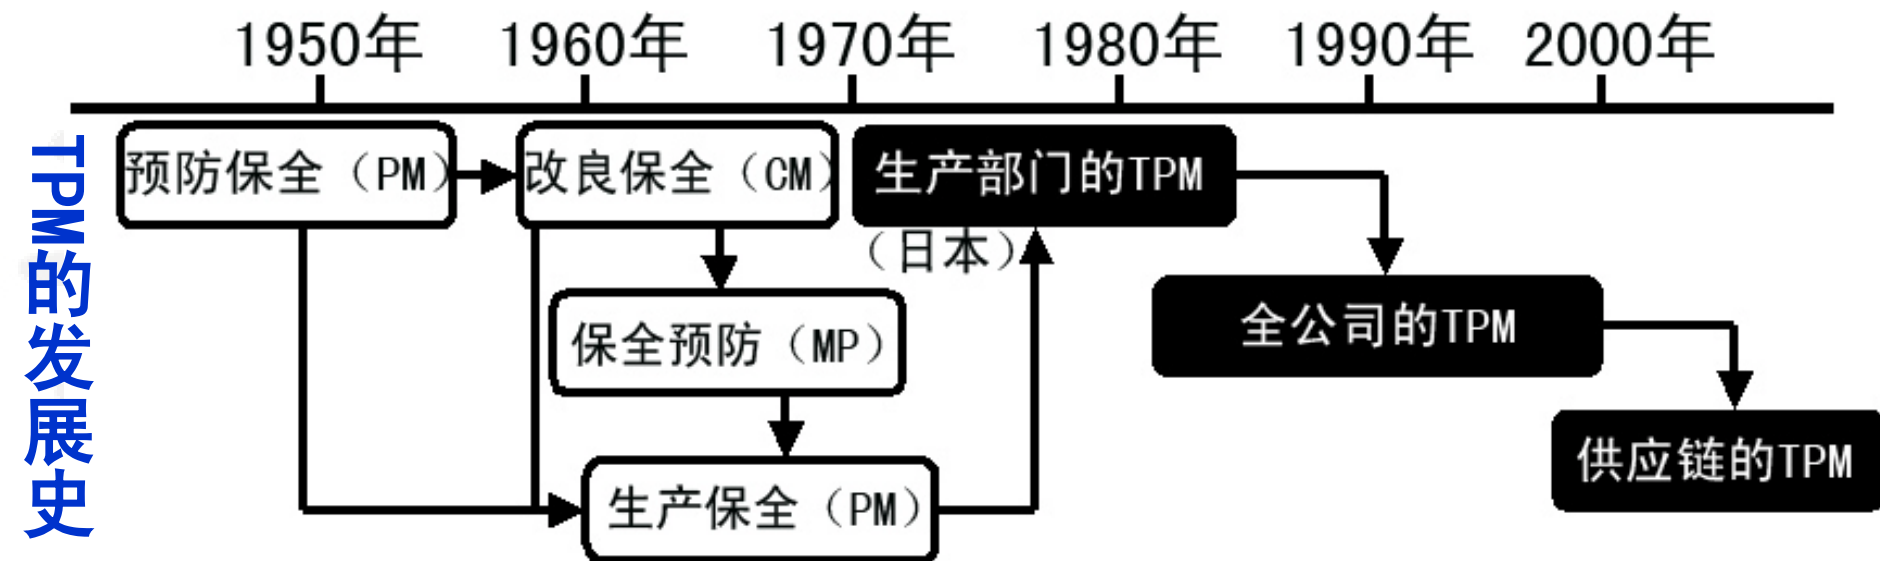 1950年 1960年 1970年 1980年 1990年 2000年
TPM的发展史
预防保全（PM）
改良保全（CM）
生产部门的TPM
（日本）
全公司的TPM
保全预防（MP）
供应链的TPM
生产保全（PM）